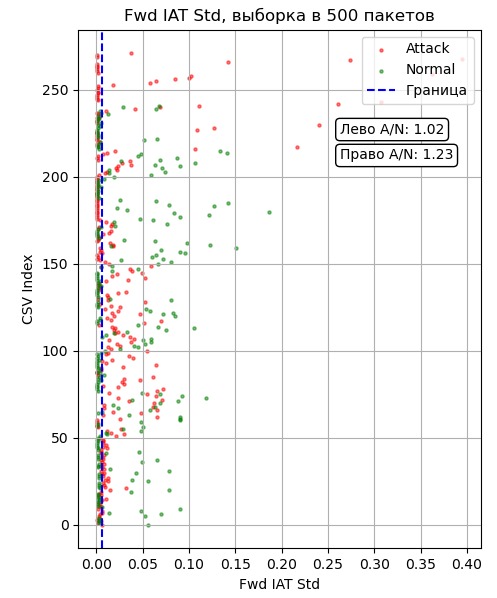 Fwd IAT Std, выборка в 500 пакетов
Attack
Normal
Граница
Лево A/N: 1.02
Право A/N: 1.23
CSV Index
250
200
150
100
50
0
0.00 0.05 0.10 0.15 0.20 0.25 0.30 0.35 0.40
Fwd IAT Std